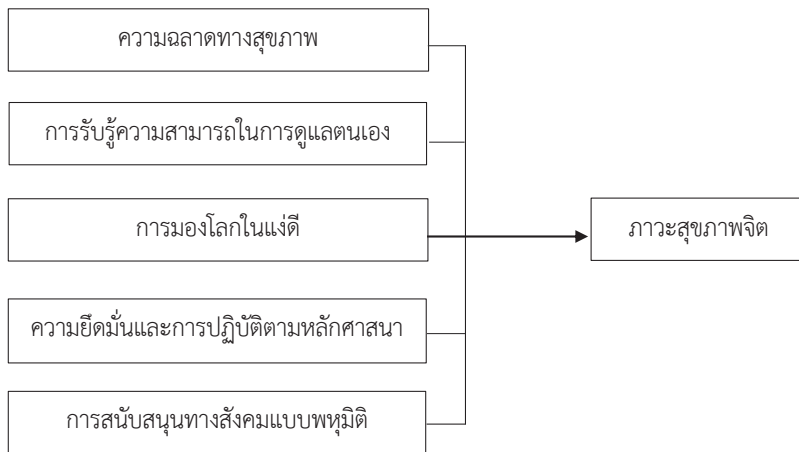 ความฉลาดทางสุขภาพ
การรับรู้ความสามารถในการดูแลตนเอง
การมองโลกในแง่ดี
ภาวะสุขภาพจิต
ความยึดมั่นและการปฏิบัติตามหลักศาสนา
การสนับสนุนทางสังคมแบบพหุมิติ